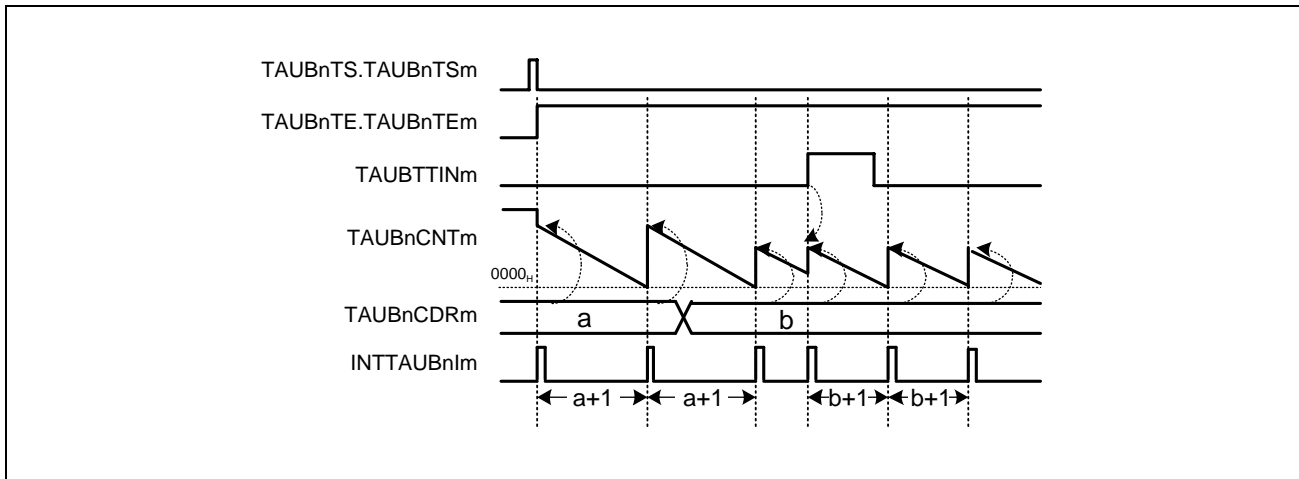 TAUBnTS.TAUBnTSm
TAUBnTE.TAUBnTEm
TAUBTTINm
TAUBnCNTm
0000H
TAUBnCDRm
a
b
INTTAUBnIm
a+1
a+1
b+1
b+1